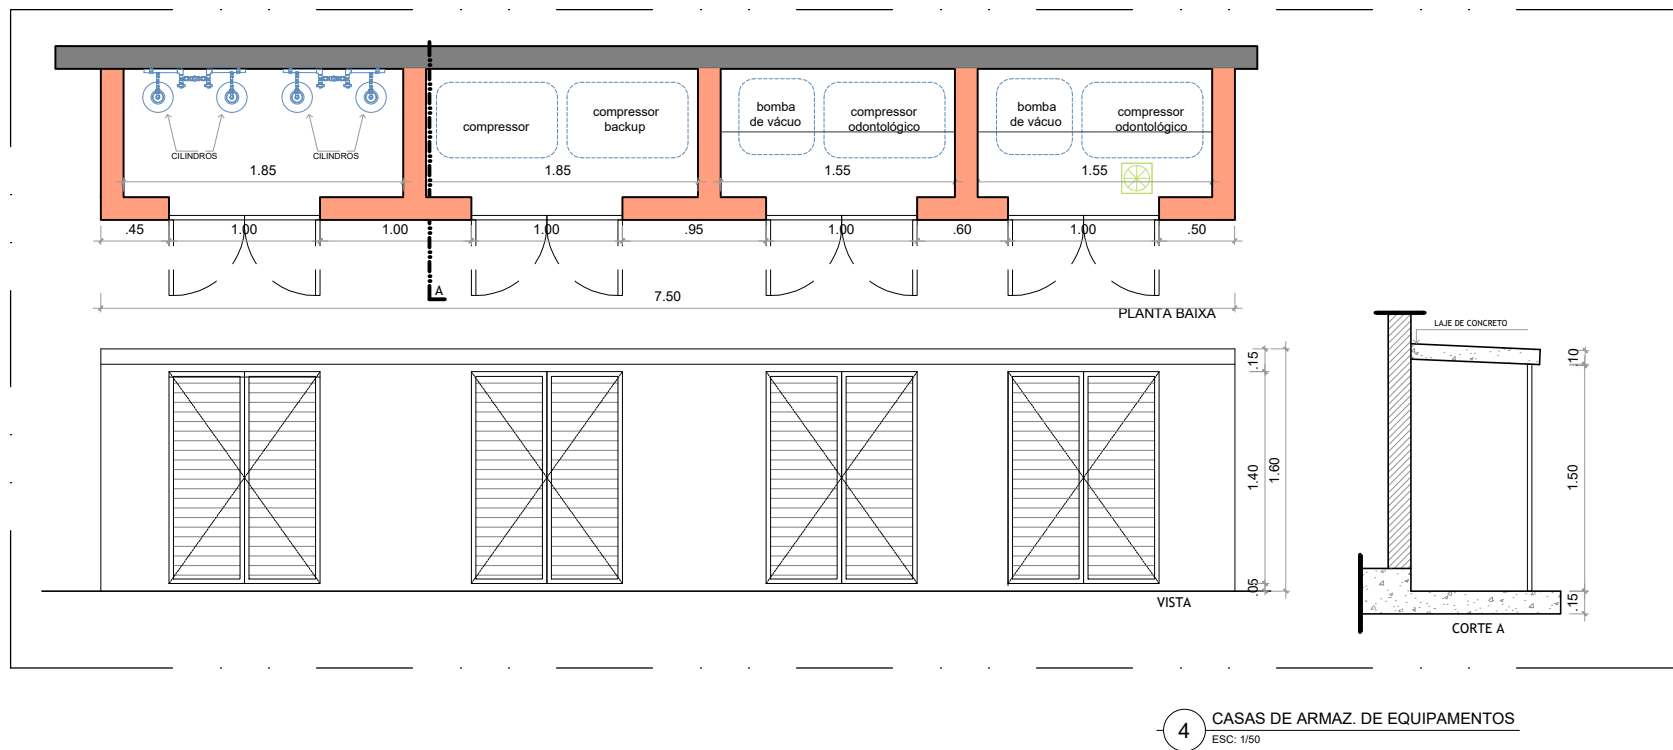 compressor
compressor
backup
bomba
de vácuo
compressor
odontológico
bomba
de vácuo
compressor
odontológico
CILINDROS
CILINDROS
1.85
1.85
1.55
1.55
.45
1.00
1.00
1.00
.95
1.00
.60
1.00
.50
A
7.50
PLANTA BAIXA
.15
1.40
1.60
.05
VISTA
LAJE DE CONCRETO
.10
1.50
.15
CORTE A
4
CASAS DE ARMAZ. DE EQUIPAMENTOS
ESC: 1/50